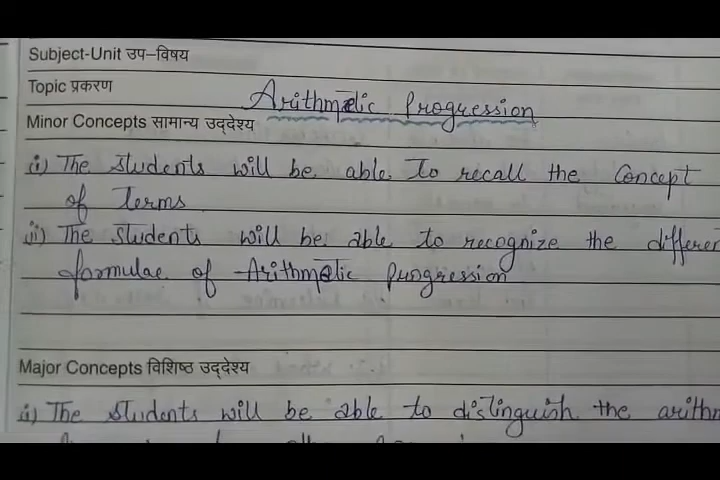 Subject-Unit उप–विषय
Topic प्रकरण
Arithmetic Progression
Minor Concepts सामान्य उद्देश्य
(i) The students will be able To recall the Concept
of Terms
(ii) The students will be able to recognize the differen
formulae of Arithmetic progression
Major Concepts विशिष्ठ उद्देश्य
(i) The students will be able to distinguish the arithm